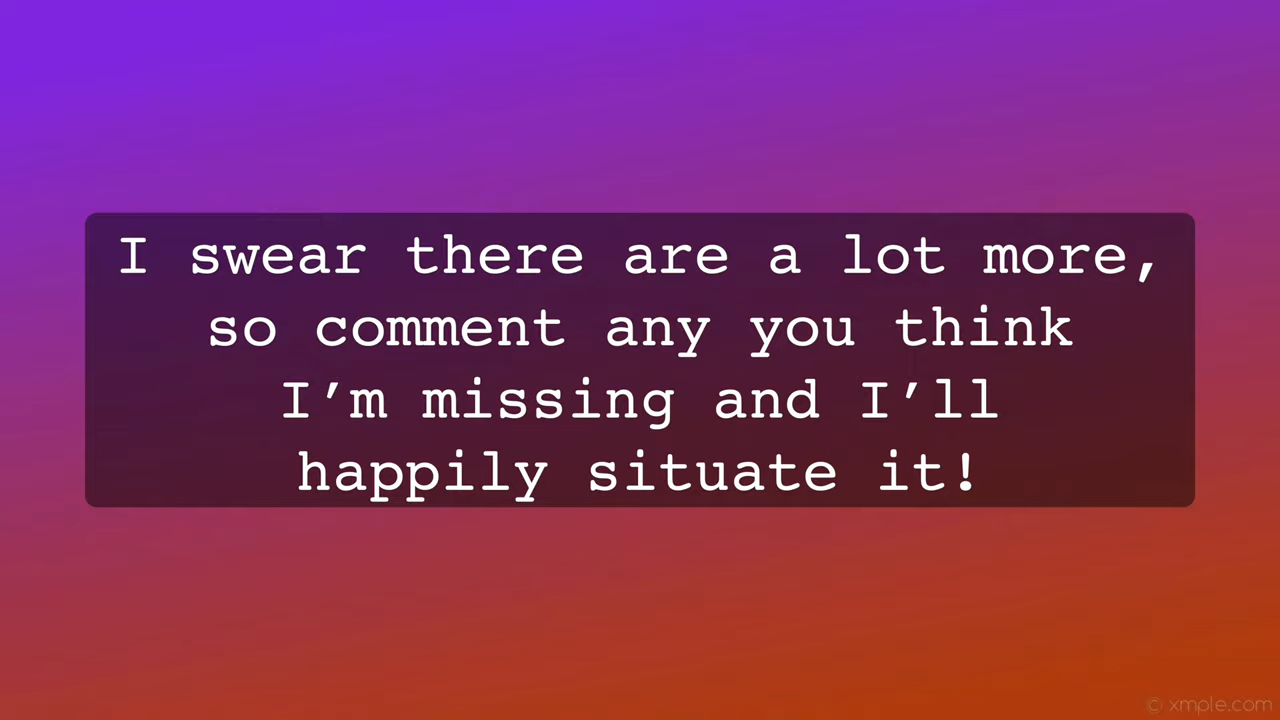 I swear there are a lot more,
so comment any you think
I’m missing and I’ll
happily situate it!
© xmple.com